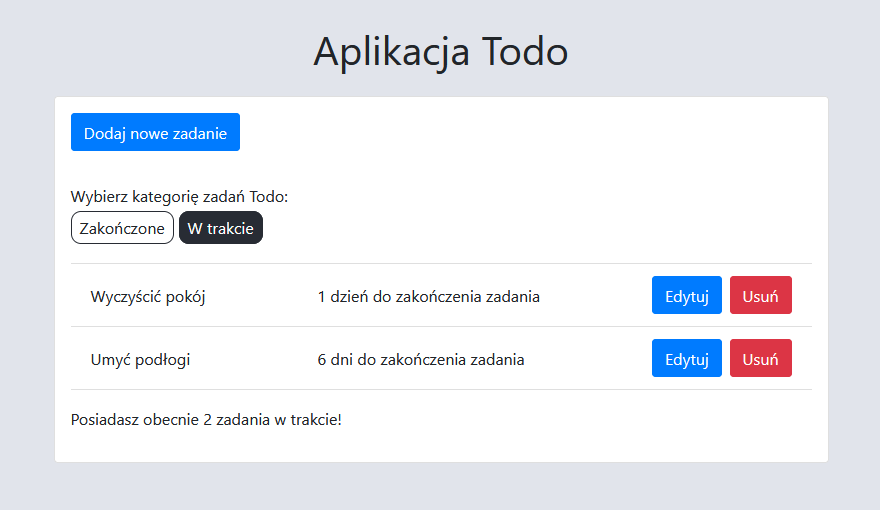 Aplikacja Todo
Dodaj nowe zadanie
Wybierz kategorię zadań Todo:
Zakończone W trakcie
Wyczyścić pokój 1 dzień do zakończenia zadania Edytuj Usuń
Umyć podłogi 6 dni do zakończenia zadania Edytuj Usuń
Posiadasz obecnie 2 zadania w trakcie!